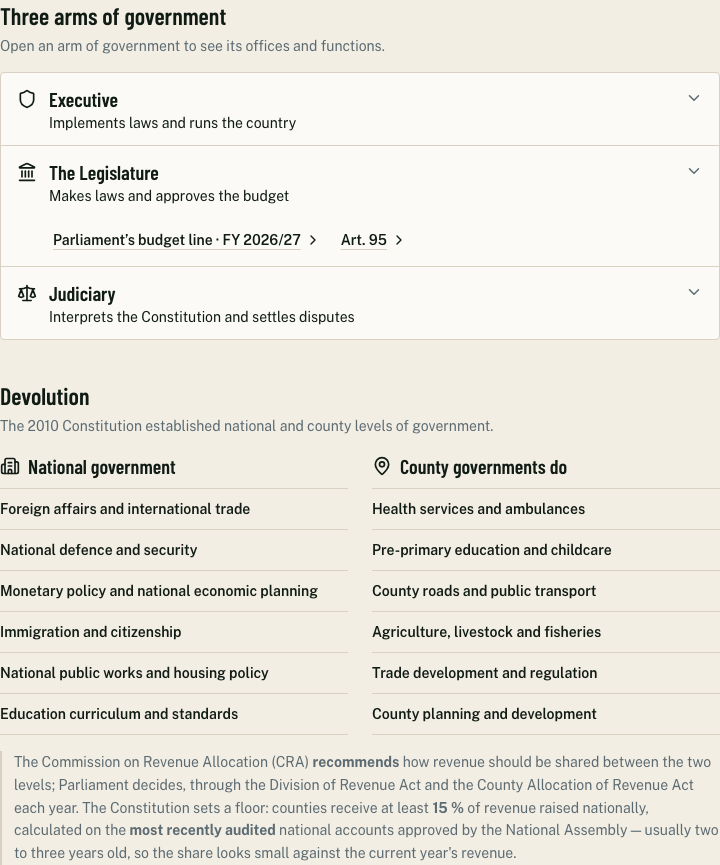 Three arms of government
Open an arm of government to see its offices and functions.
Executive
Implements laws and runs the country
The Legislature
Makes laws and approves the budget
Parliament’s budget line · FY 2026/27
Art. 95
Judiciary
Interprets the Constitution and settles disputes
Devolution
The 2010 Constitution established national and county levels of government.
National government
Foreign affairs and international trade
National defence and security
Monetary policy and national economic planning
Immigration and citizenship
National public works and housing policy
Education curriculum and standards
County governments do
Health services and ambulances
Pre-primary education and childcare
County roads and public transport
Agriculture, livestock and fisheries
Trade development and regulation
County planning and development
The Commission on Revenue Allocation (CRA) recommends how revenue should be shared between the two
levels; Parliament decides, through the Division of Revenue Act and the County Allocation of Revenue Act
each year. The Constitution sets a floor: counties receive at least 15 % of revenue raised nationally,
calculated on the most recently audited national accounts approved by the National Assembly — usually two
to three years old, so the share looks small against the current year’s revenue.